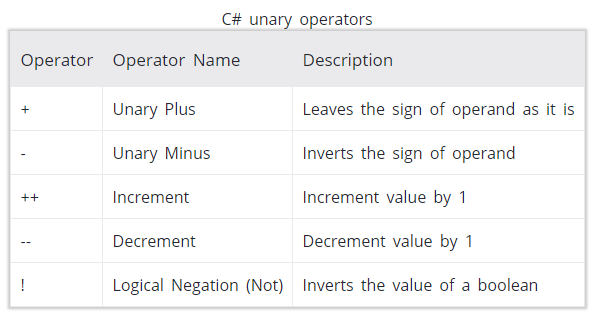 C# unary operators
Operator Operator Name Description
+ Unary Plus Leaves the sign of operand as it is
- Unary Minus Inverts the sign of operand
++ Increment Increment value by 1
-- Decrement Decrement value by 1
! Logical Negation (Not) Inverts the value of a boolean